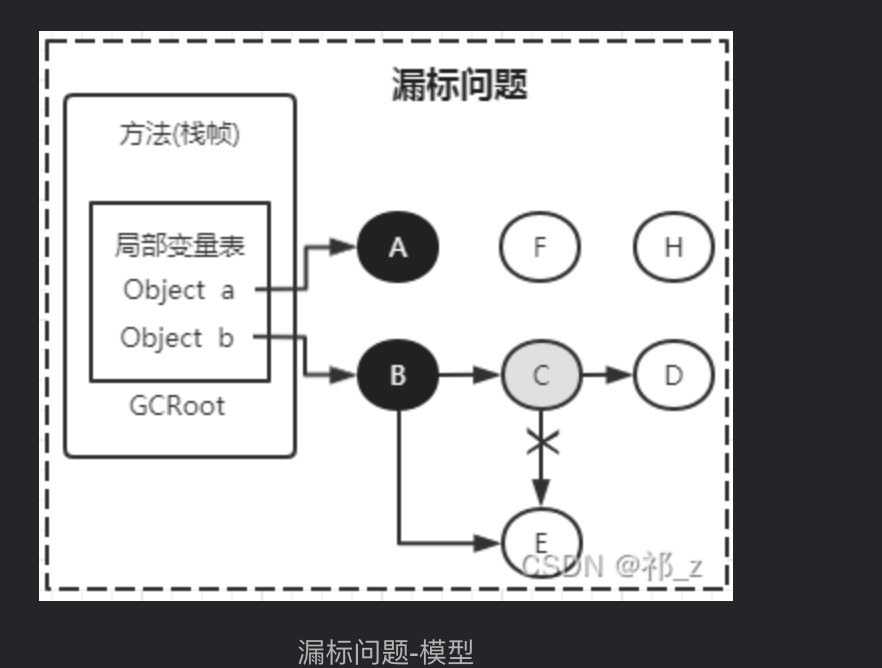 漏标问题
方法(栈帧)
局部变量表
Object a
Object b
GCRoot
A
F
H
B
C
D
E
CSDN @祁_z
漏标问题-模型